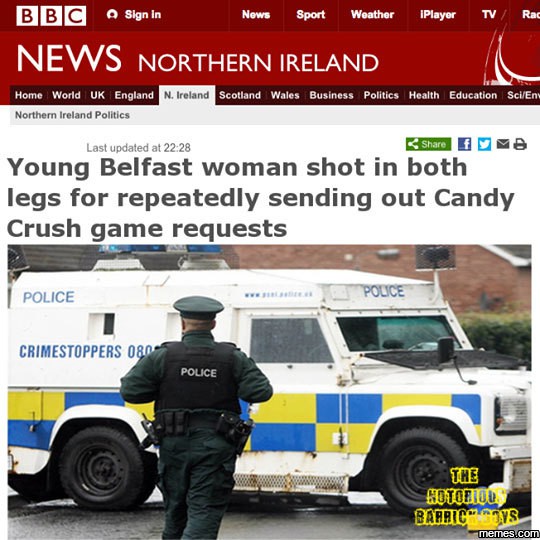 BBC Sign in News Sport Weather iPlayer TV Rad
NEWS NORTHERN IRELAND
Home World UK England N. Ireland Scotland Wales Business Politics Health Education Sci/En
Northern Ireland Politics
Last updated at 22:28 Share
Young Belfast woman shot in both
legs for repeatedly sending out Candy
Crush game requests
POLICE www.psni.police.uk POLICE
CRIMESTOPPERS 080
POLICE
THE
NOTORIOUS
BARRICK BOYS
memes.com